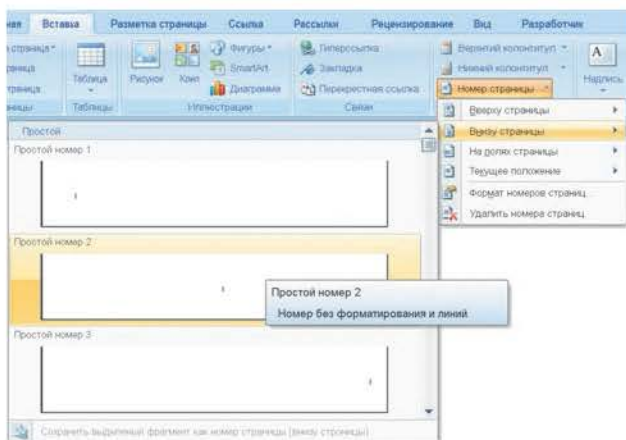 Вставка Разметка страницы Ссылка Рассылки Рецензирование Вид Разработчик
Таблица
Рисунок Клип
Фигуры
SmartArt
Диаграмма
Гиперссылка
Закладка
Перекрестная ссылка
Верхний колонтитул
Нижний колонтитул
Номер страницы
A
Надпись
Таблицы Иллюстрации Связи
Вверху страницы
Внизу страницы
На полях страницы
Текущее положение
Формат номеров страниц
Удалить номера страниц
Простой
Простой номер 1
Простой номер 2
Простой номер 2
Номер без форматирования и линий
Простой номер 3
Сохранить выделенный фрагмент как номер страницы (внизу страницы)